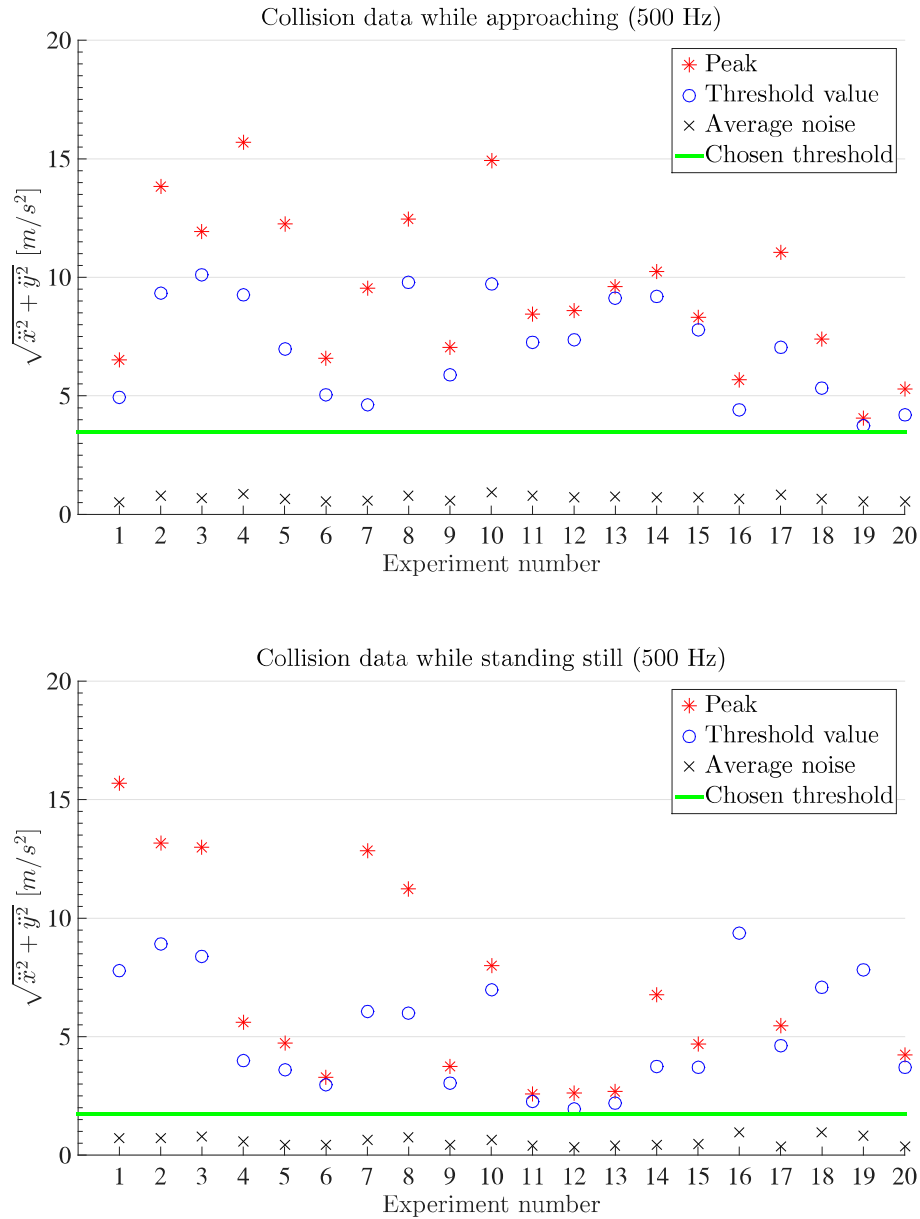 Collision data while approaching (500 Hz)
20
Peak
Threshold value
Average noise
Chosen threshold
15
10
5
0
√ẍ² + ÿ² [m/s²]
1 2 3 4 5 6 7 8 9 10 11 12 13 14 15 16 17 18 19 20
Experiment number
Collision data while standing still (500 Hz)
20
Peak
Threshold value
Average noise
Chosen threshold
15
10
5
0
√ẍ² + ÿ² [m/s²]
1 2 3 4 5 6 7 8 9 10 11 12 13 14 15 16 17 18 19 20
Experiment number